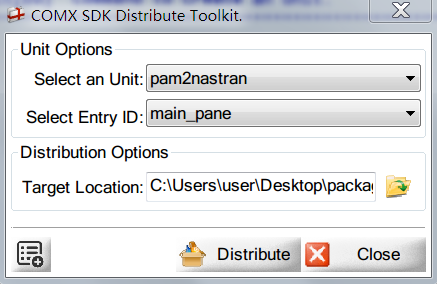 COMX SDK Distribute Toolkit.
Unit Options
Select an Unit: pam2nastran
Select Entry ID: main_pane
Distribution Options
Target Location: C:\Users\user\Desktop\packag
Distribute Close